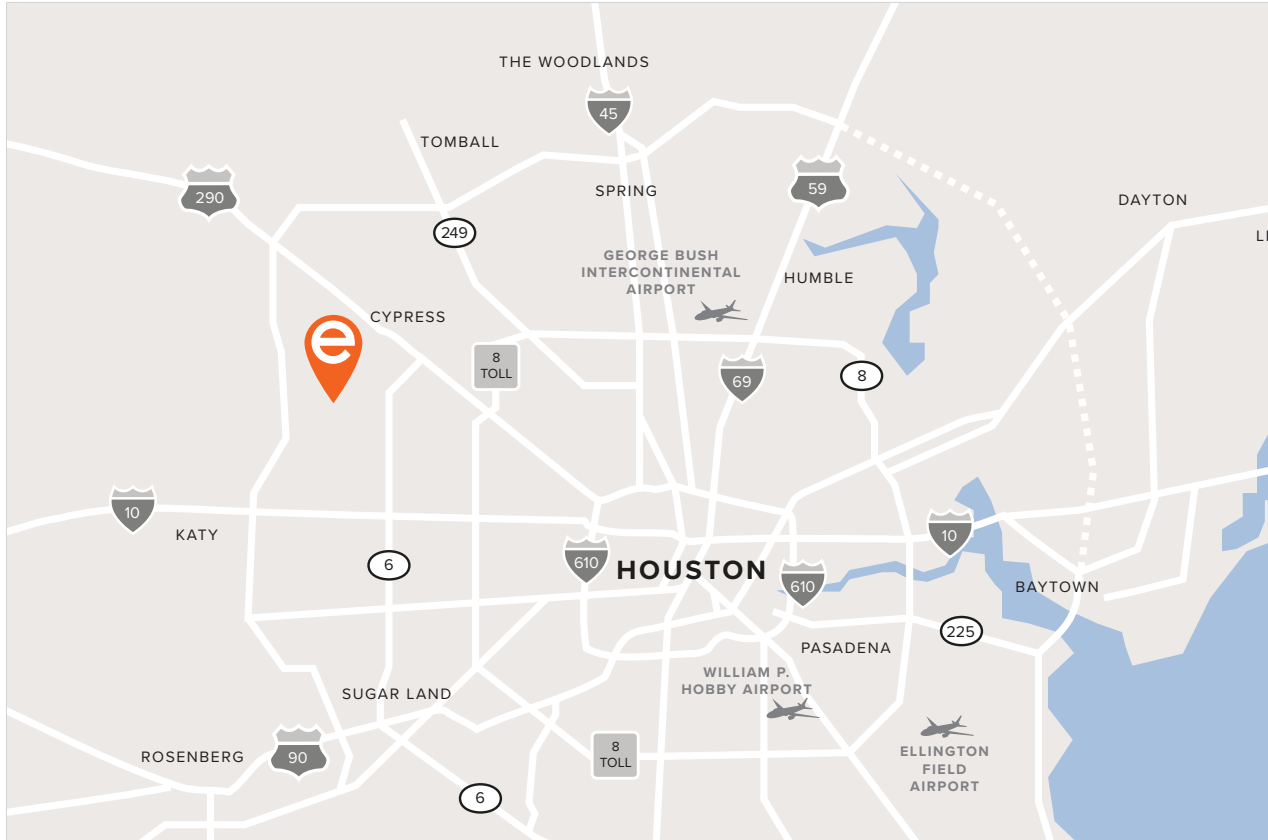 THE WOODLANDS
45
TOMBALL
290
59
SPRING
DAYTON
249
LI
GEORGE BUSH
INTERCONTINENTAL
AIRPORT
HUMBLE
CYPRESS
e
8
TOLL
69
8
10
KATY
6
610
HOUSTON
610
10
BAYTOWN
225
PASADENA
WILLIAM P.
HOBBY AIRPORT
SUGAR LAND
ROSENBERG
90
8
TOLL
ELLINGTON
FIELD
AIRPORT
6